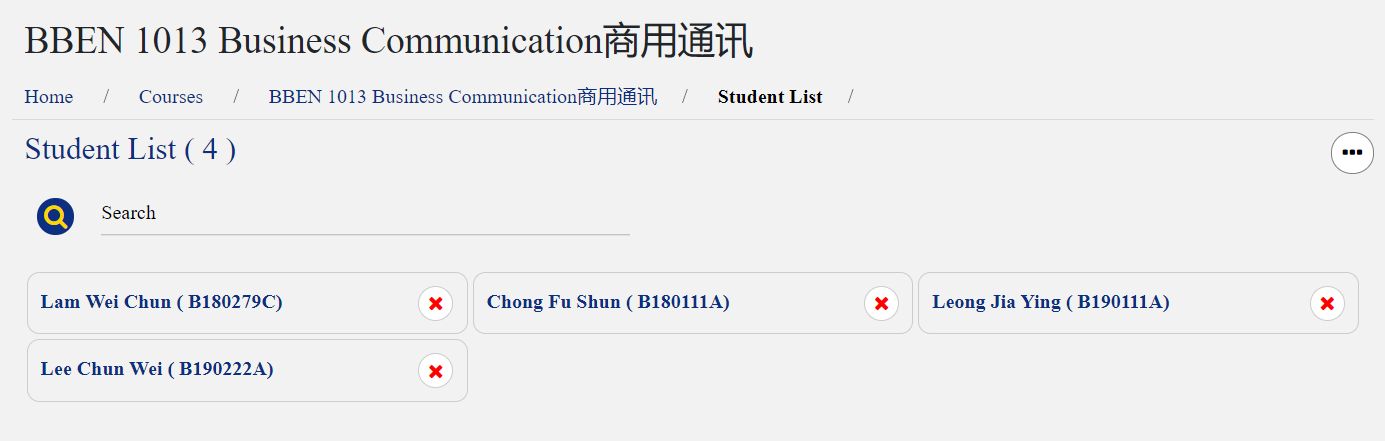 BBEN 1013 Business Communication商用通讯
Home / Courses / BBEN 1013 Business Communication商用通讯 / Student List /
Student List ( 4 )
Search
Lam Wei Chun ( B180279C) Chong Fu Shun ( B180111A) Leong Jia Ying ( B190111A)
Lee Chun Wei ( B190222A)